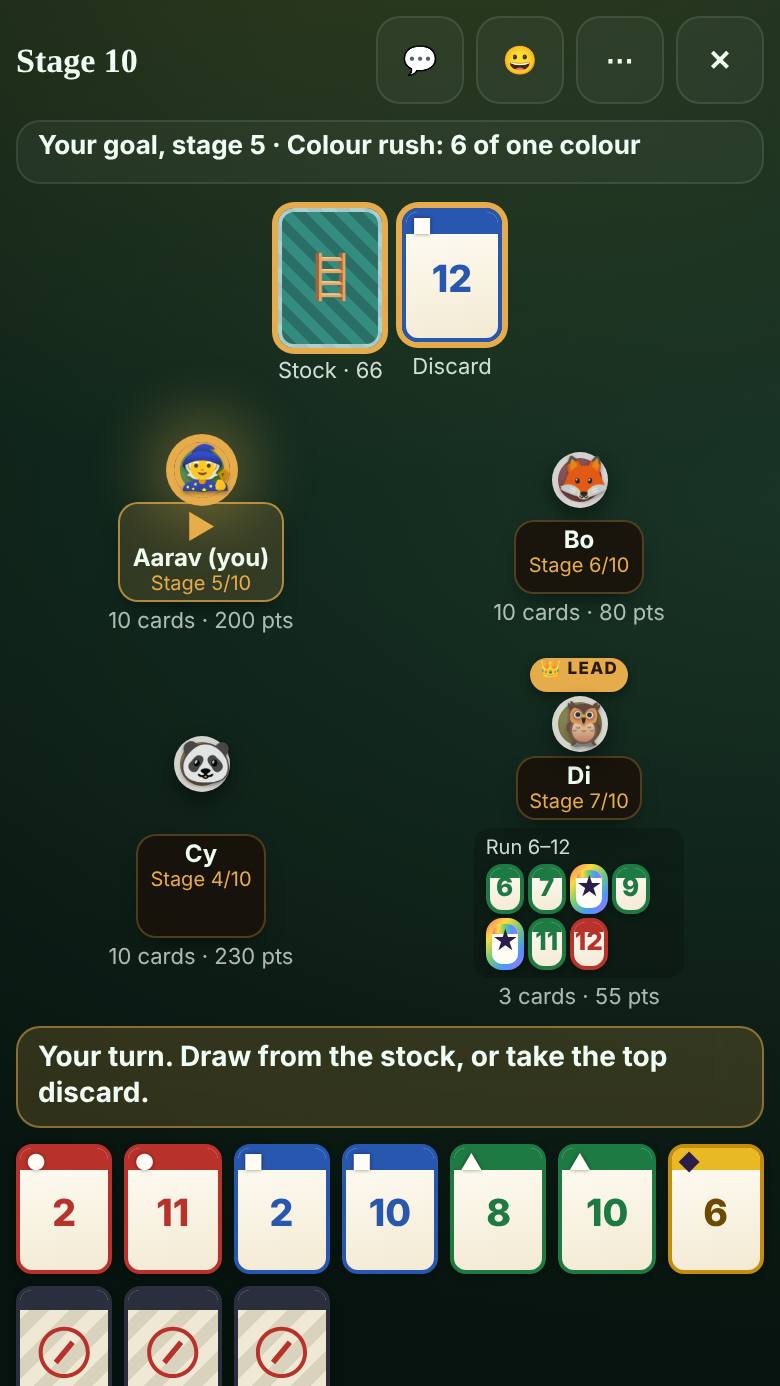 Stage 10
Your goal, stage 5 · Colour rush: 6 of one colour
12
Stock · 66
Discard
Aarav (you)
Stage 5/10
10 cards · 200 pts
Bo
Stage 6/10
10 cards · 80 pts
Cy
Stage 4/10
10 cards · 230 pts
LEAD
Di
Stage 7/10
Run 6–12
6 7 9
11 12
3 cards · 55 pts
Your turn. Draw from the stock, or take the top
discard.
2 11 2 10 8 10 6